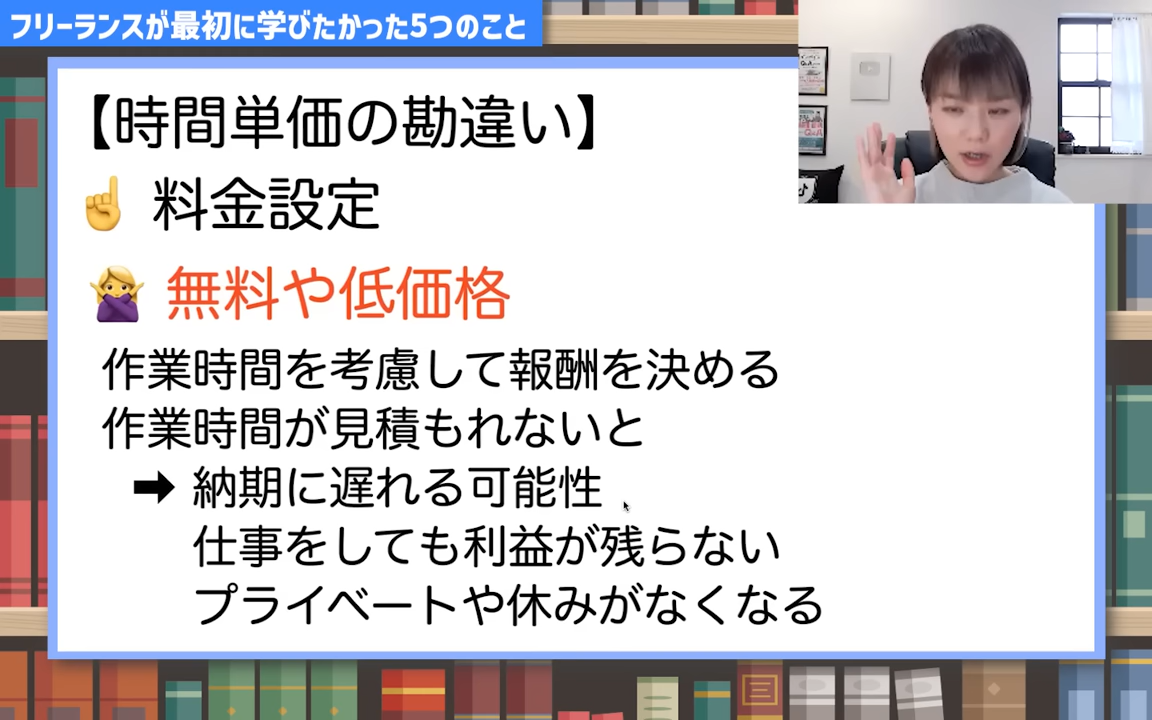 フリーランスが最初に学びたかった5つのこと
【時間単価の勘違い】
☝️ 料金設定
🙅‍♀️ 無料や低価格
作業時間を考慮して報酬を決める
作業時間が見積もれないと
➡ 納期に遅れる可能性
仕事をしても利益が残らない
プライベートや休みがなくなる